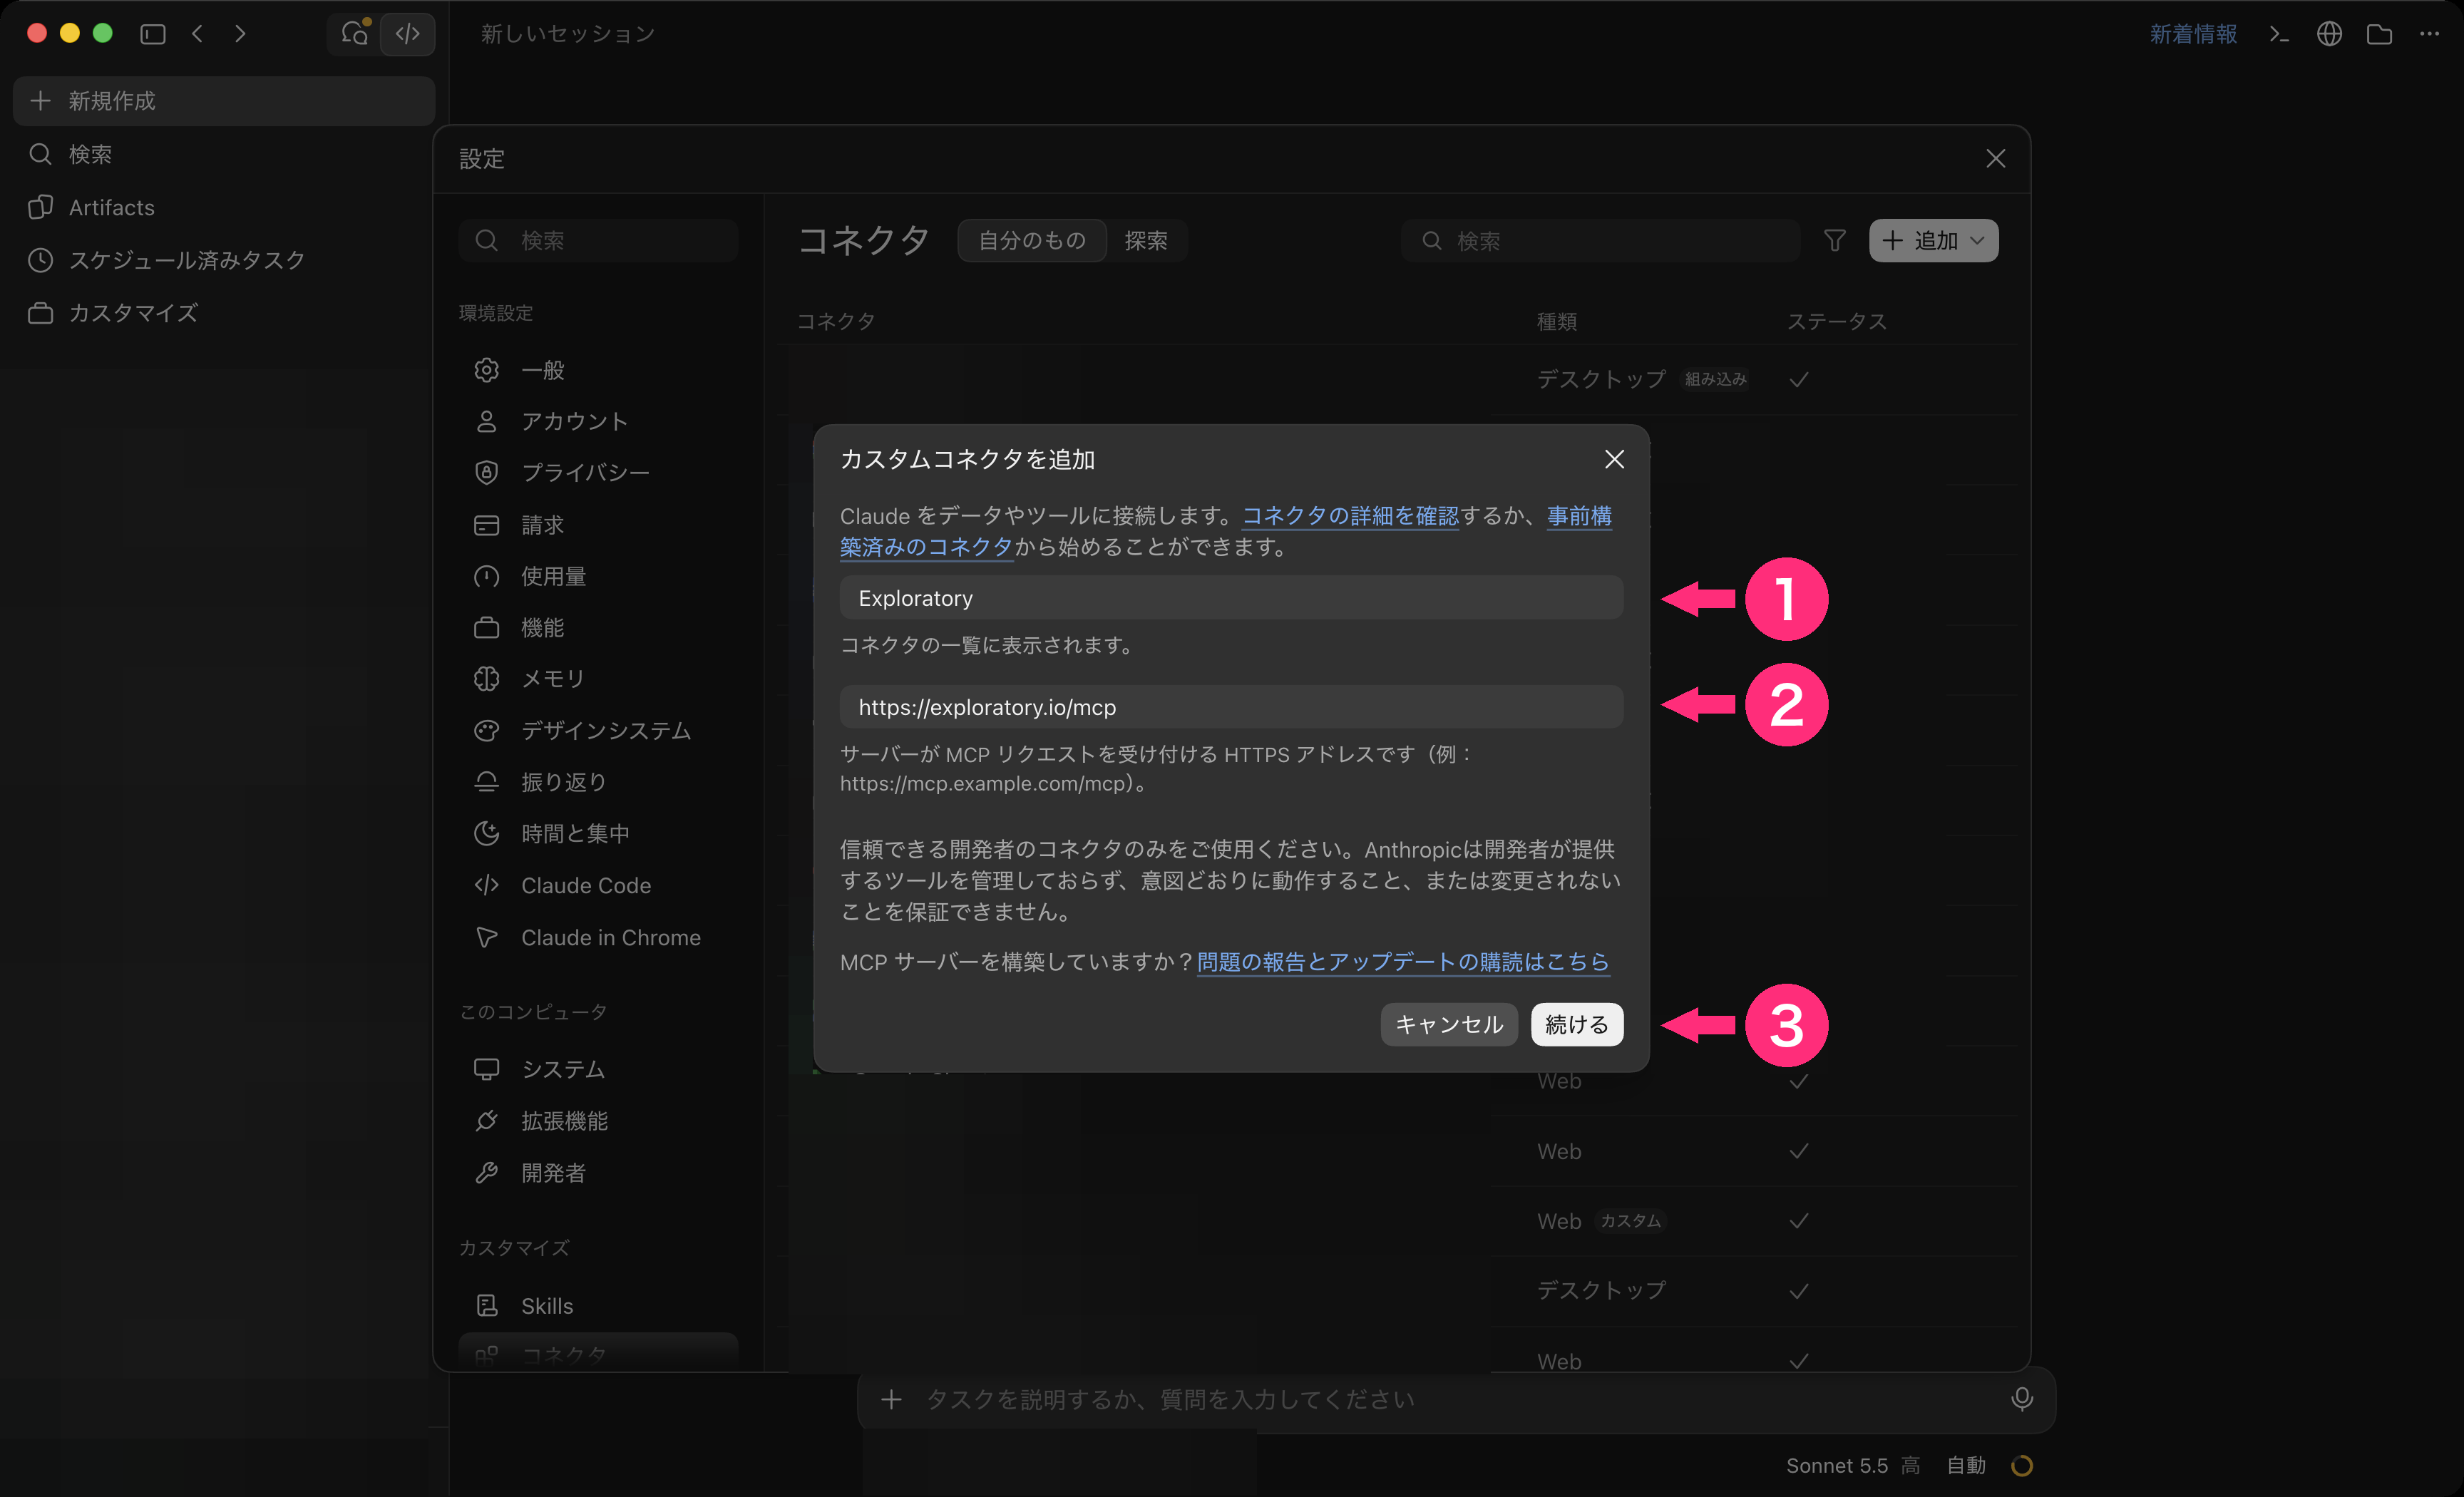 新しいセッション
新着情報
新規作成
検索
Artifacts
スケジュール済みタスク
カスタマイズ
設定
検索
環境設定
一般
アカウント
プライバシー
請求
使用量
機能
メモリ
デザインシステム
振り返り
時間と集中
Claude Code
Claude in Chrome
このコンピュータ
システム
拡張機能
開発者
カスタマイズ
Skills
コネクタ
コネクタ 自分のもの 探索
検索
追加
コネクタ 種類 ステータス
デスクトップ 組み込み
カスタムコネクタを追加
Claude をデータやツールに接続します。コネクタの詳細を確認するか、事前構
築済みのコネクタから始めることができます。
Exploratory
1
コネクタの一覧に表示されます。
https://exploratory.io/mcp
2
サーバーが MCP リクエストを受け付ける HTTPS アドレスです（例：
https://mcp.example.com/mcp）。
信頼できる開発者のコネクタのみをご使用ください。Anthropicは開発者が提供
するツールを管理しておらず、意図どおりに動作すること、または変更されない
ことを保証できません。
MCP サーバーを構築していますか？問題の報告とアップデートの購読はこちら
キャンセル 続ける
3
Web
Web
Web カスタム
デスクトップ
Web
タスクを説明するか、質問を入力してください
Sonnet 5.5 高 自動